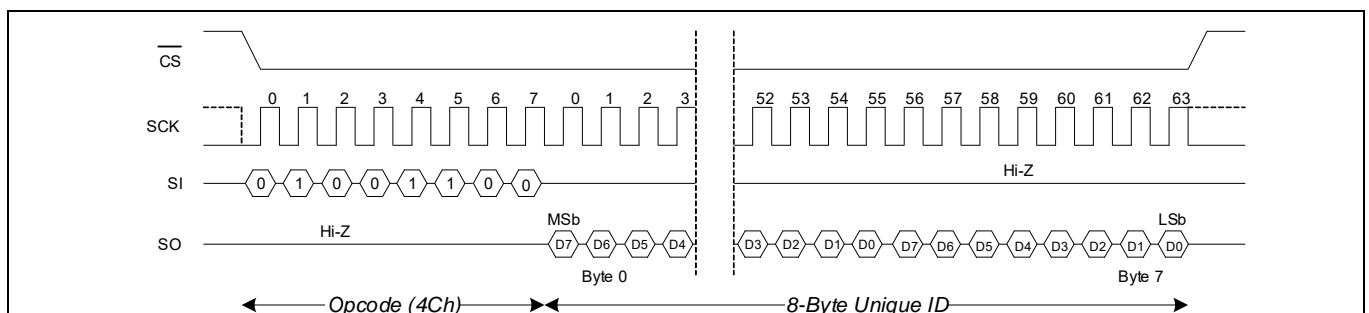 CS
0 1 2 3 4 5 6 7 0 1 2 3 52 53 54 55 56 57 58 59 60 61 62 63
SCK
Hi-Z
SI 0 1 0 0 1 1 0 0
MSb LSb
Hi-Z
SO D7 D6 D5 D4 D3 D2 D1 D0 D7 D6 D5 D4 D3 D2 D1 D0
Byte 0 Byte 7
Opcode (4Ch) 8-Byte Unique ID